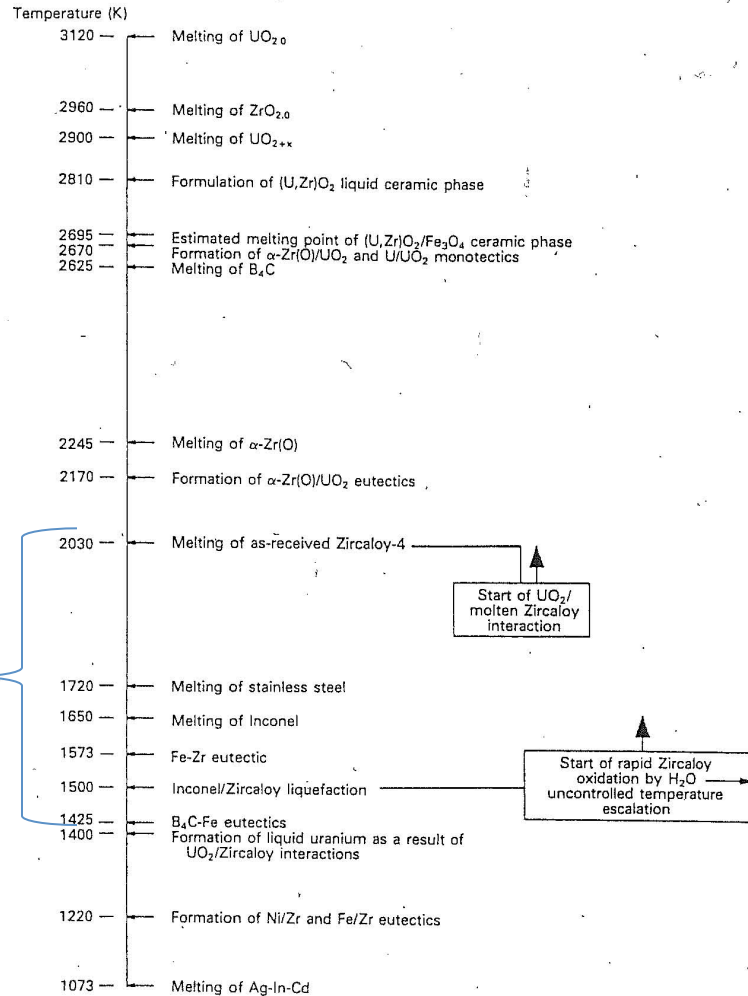 Temperature (K)
3120 — Melting of UO₂.₀
2960 — Melting of ZrO₂.₀
2900 — Melting of UO₂₊ₓ
2810 — Formulation of (U,Zr)O₂ liquid ceramic phase
2695 — Estimated melting point of (U,Zr)O₂/Fe₃O₄ ceramic phase
2670 — Formation of α-Zr(O)/UO₂ and U/UO₂ monotectics
2625 — Melting of B₄C
2245 — Melting of α-Zr(O)
2170 — Formation of α-Zr(O)/UO₂ eutectics
2030 — Melting of as-received Zircaloy-4
Start of UO₂/
molten Zircaloy
interaction
1720 — Melting of stainless steel
1650 — Melting of Inconel
1573 — Fe-Zr eutectic
1500 — Inconel/Zircaloy liquefaction
Start of rapid Zircaloy
oxidation by H₂O
uncontrolled temperature
escalation
1425 — B₄C-Fe eutectics
1400 — Formation of liquid uranium as a result of
UO₂/Zircaloy interactions
1220 — Formation of Ni/Zr and Fe/Zr eutectics
1073 — Melting of Ag-In-Cd